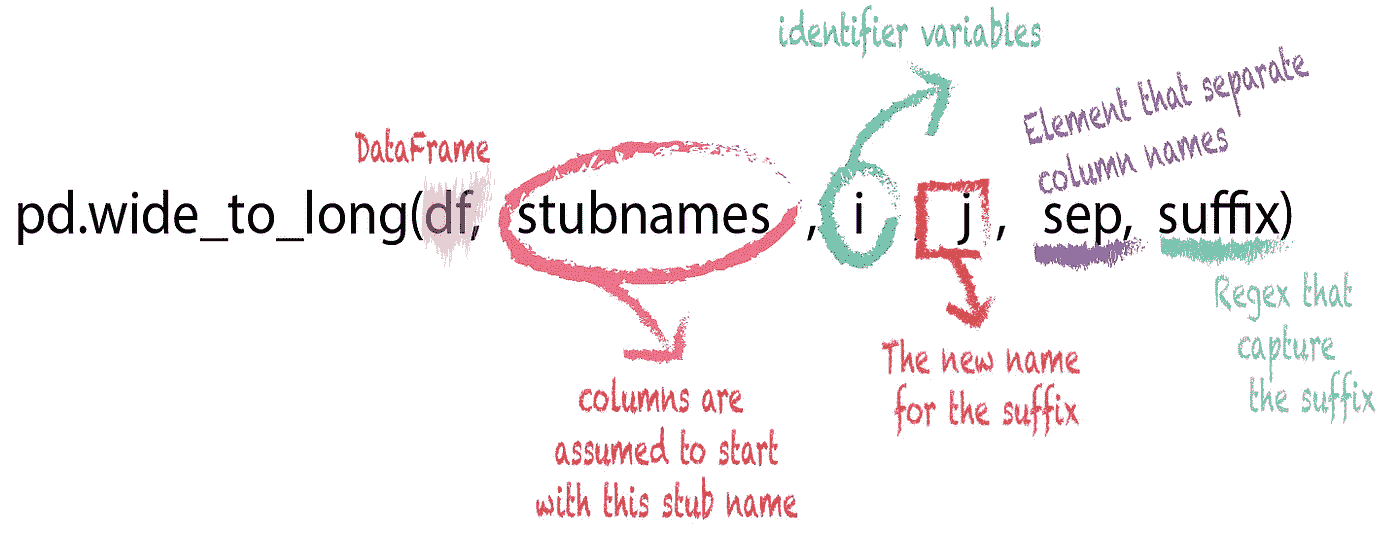 identifier variables
Element that separate
column names
DataFrame
pd.wide_to_long(df, stubnames , i , j , sep, suffix)
columns are
assumed to start
with this stub name
The new name
for the suffix
Regex that
capture
the suffix